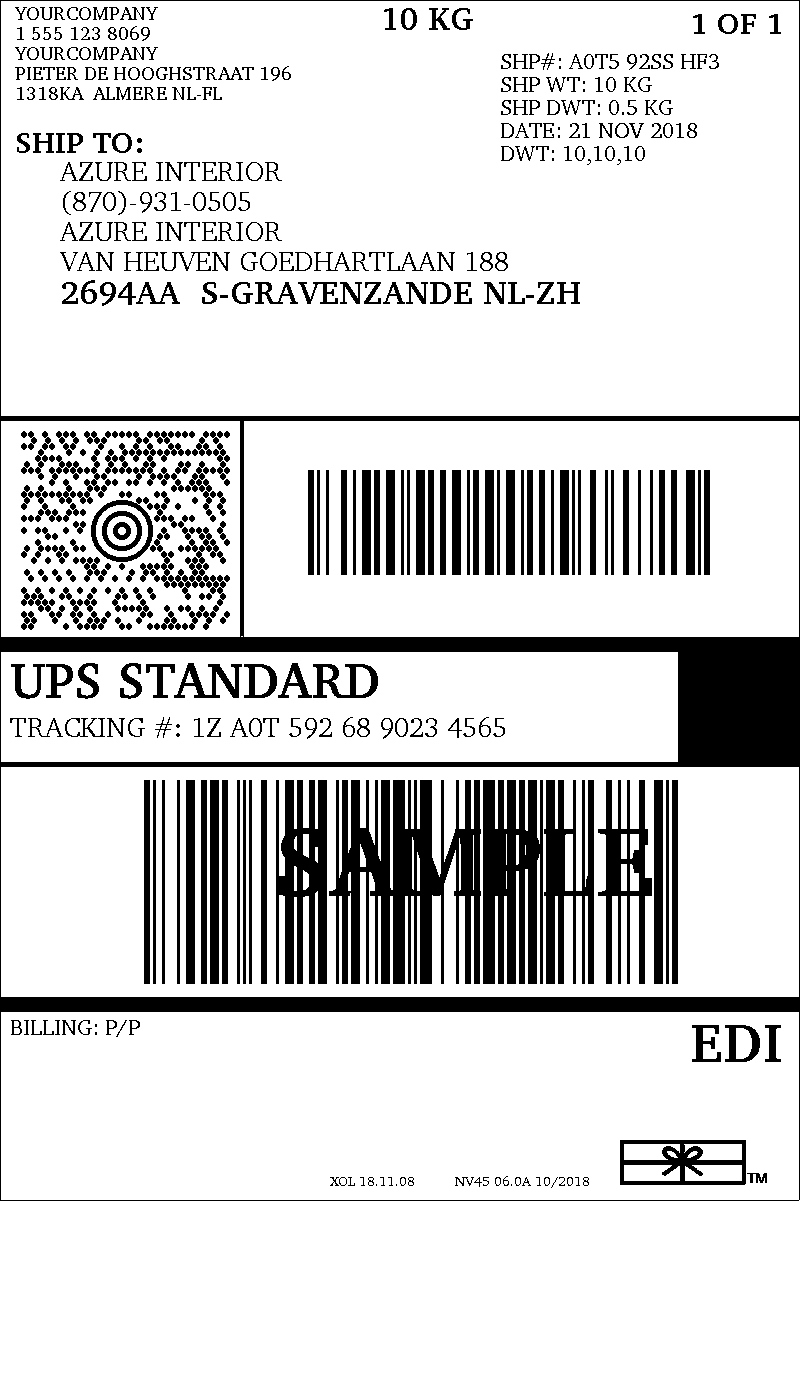 YOURCOMPANY
1 555 123 8069
YOURCOMPANY
PIETER DE HOOGHSTRAAT 196
1318KA  ALMERE NL-FL
10 KG
1 OF 1
SHP#: A0T5 92SS HF3
SHP WT: 10 KG
SHP DWT: 0.5 KG
DATE: 21 NOV 2018
DWT: 10,10,10
SHIP TO:
AZURE INTERIOR
(870)-931-0505
AZURE INTERIOR
VAN HEUVEN GOEDHARTLAAN 188
2694AA  S-GRAVENZANDE NL-ZH
UPS STANDARD
TRACKING #: 1Z A0T 592 68 9023 4565
SAMPLE
BILLING: P/P
EDI
XOL 18.11.08
NV45 06.0A 10/2018
TM